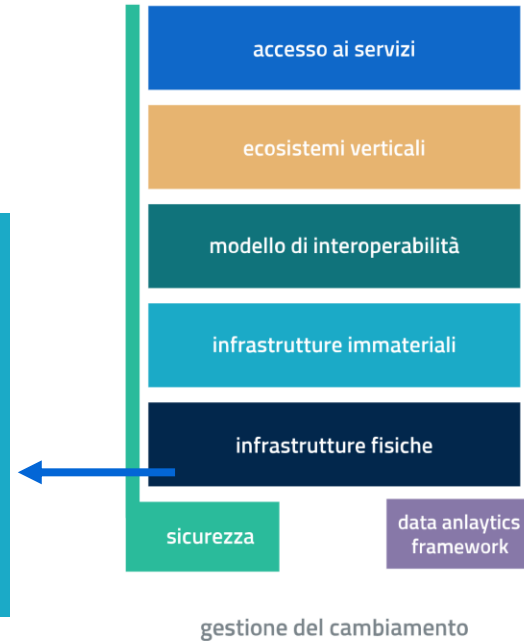 accesso ai servizi
ecosistemi verticali
modello di interoperabilità
infrastrutture immateriali
infrastrutture fisiche
sicurezza
data anlaytics
framework
gestione del cambiamento